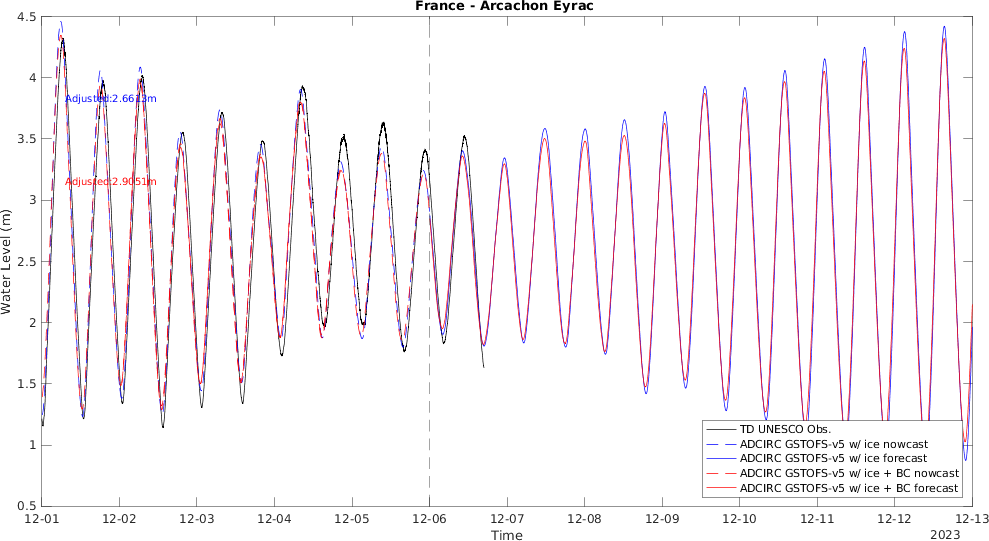 France - Arcachon Eyrac
Water Level (m)
4.5
4
3.5
3
2.5
2
1.5
1
0.5
Adjusted:2.6613m
Adjusted:2.9051m
TD UNESCO Obs.
ADCIRC GSTOFS-v5 w/ ice nowcast
ADCIRC GSTOFS-v5 w/ ice forecast
ADCIRC GSTOFS-v5 w/ ice + BC nowcast
ADCIRC GSTOFS-v5 w/ ice + BC forecast
12-01 12-02 12-03 12-04 12-05 12-06 12-07 12-08 12-09 12-10 12-11 12-12 12-13
Time
2023